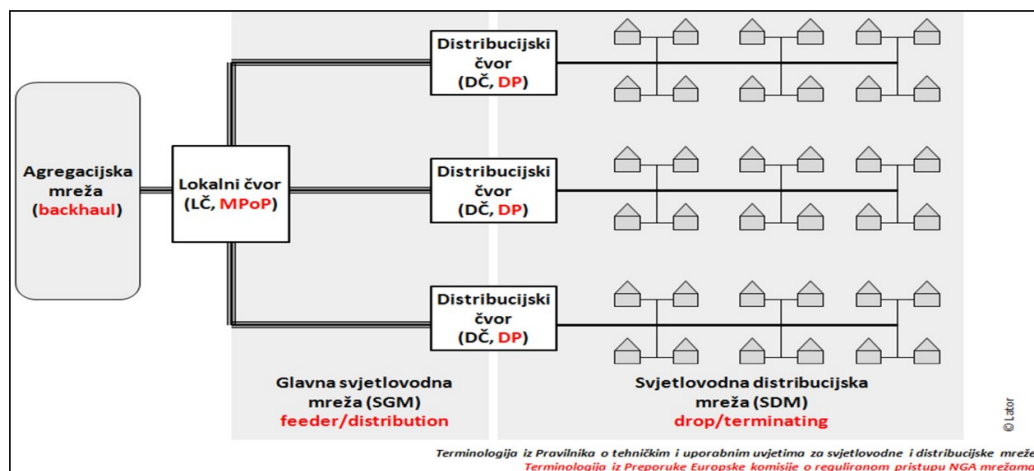 Distribucijski
čvor
(DČ, DP)
Agregacijska
mreža
(backhaul)
Lokalni čvor
(LČ, MPoP)
Distribucijski
čvor
(DČ, DP)
Distribucijski
čvor
(DČ, DP)
Glavna svjetlovodna
mreža (SGM)
feeder/distribution
Svjetlovodna distribucijska
mreža (SDM)
drop/terminating
© Lator
Terminologija iz Pravilnika o tehničkim i uporabnim uvjetima za svjetlovodne i distribucijske mreže
Terminologija iz Preporuke Europske komisije o reguliranom pristupu NGA mrežama